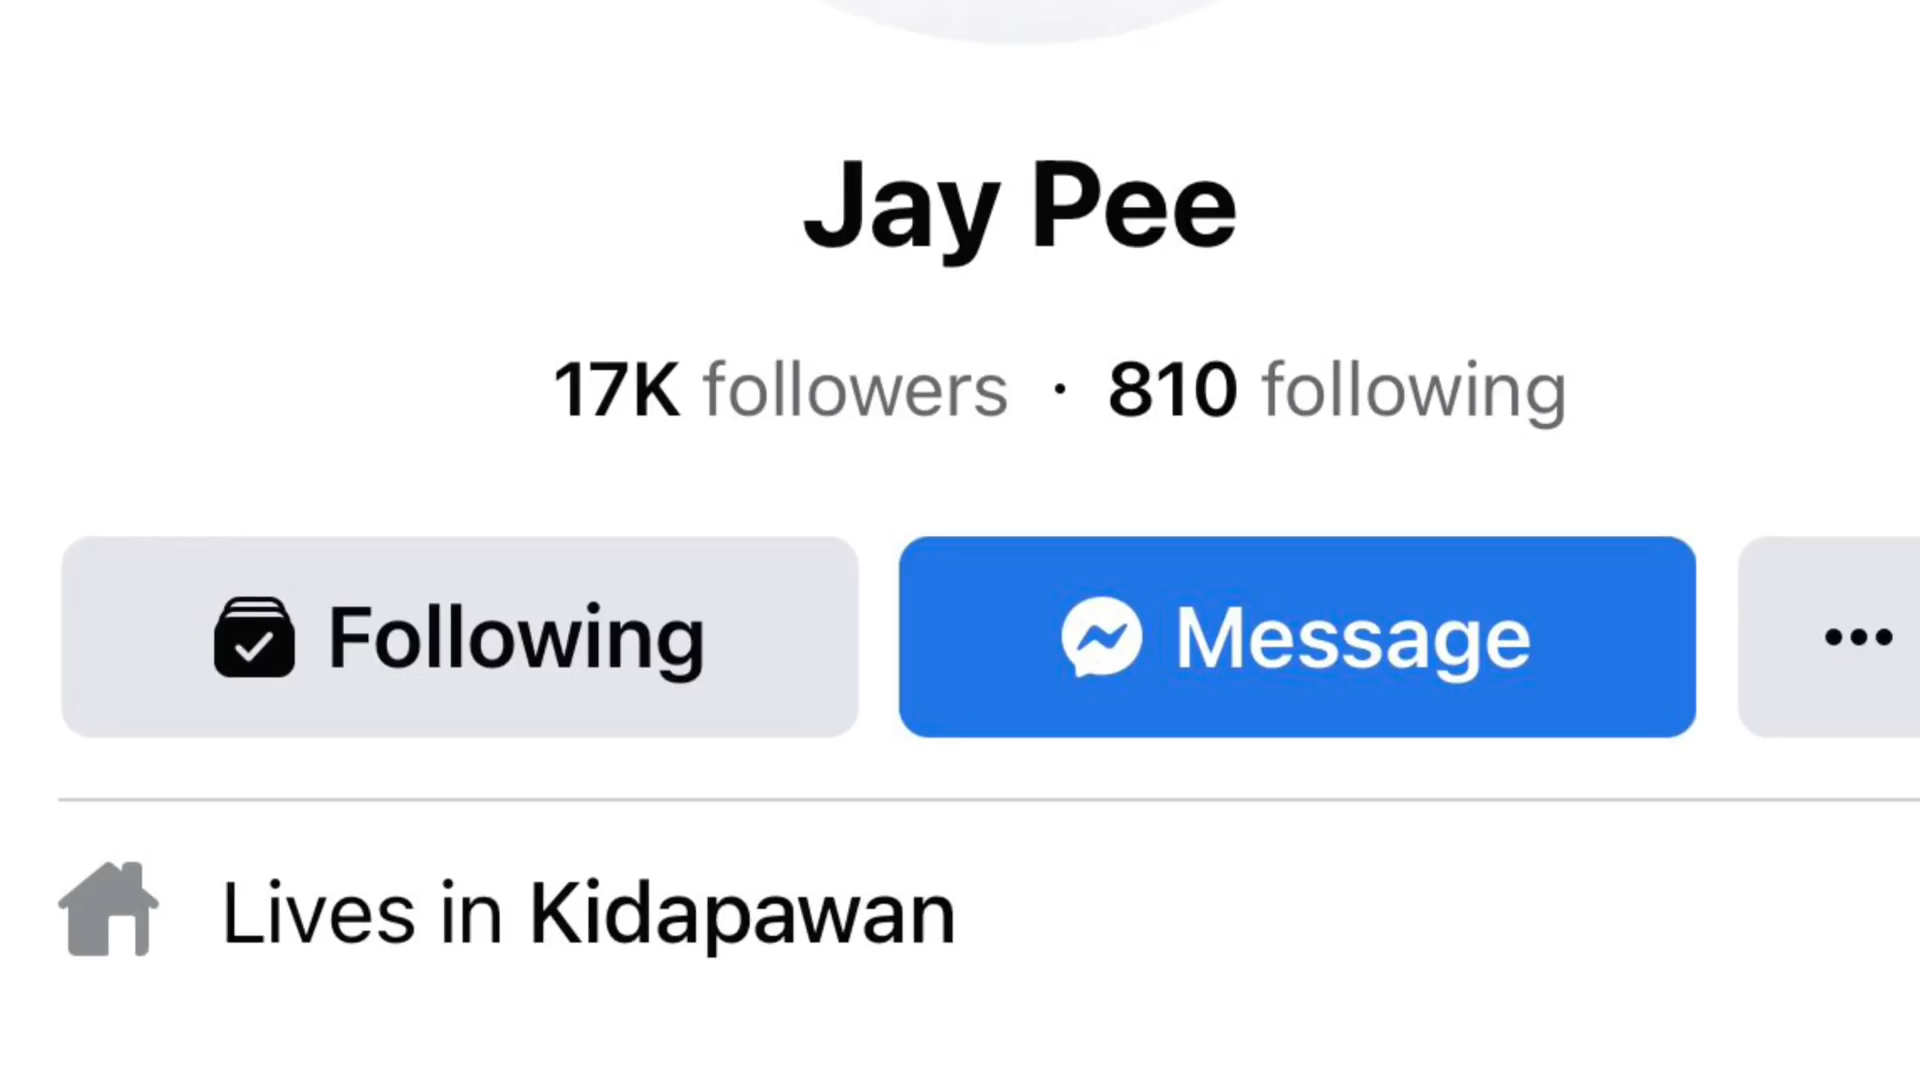 Jay Pee
17K followers · 810 following
Following
Message
Lives in Kidapawan